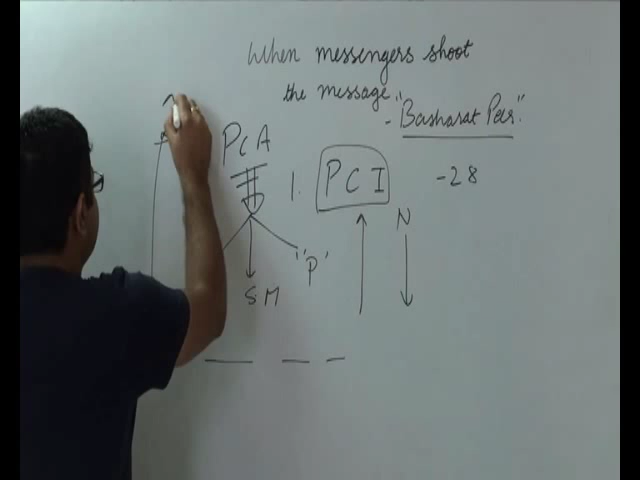 When messengers shoot
the message."
- "Basharat Peer."
PCA
1. PCI
-28
N
"P"
SM